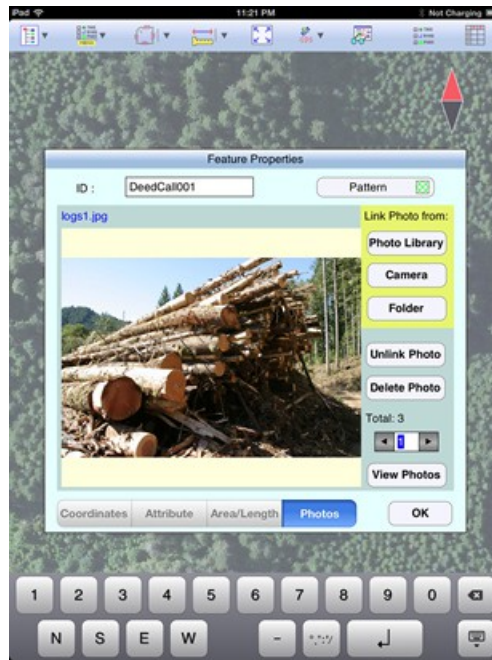 iPad 11:21 PM Not Charging
Feature Properties
ID : DeedCall001 Pattern
logs1.jpg Link Photo from:
Photo Library
Camera
Folder
Unlink Photo
Delete Photo
Total: 3
1
View Photos
Coordinates Attribute Area/Length Photos OK
1 2 3 4 5 6 7 8 9 0
N S E W -